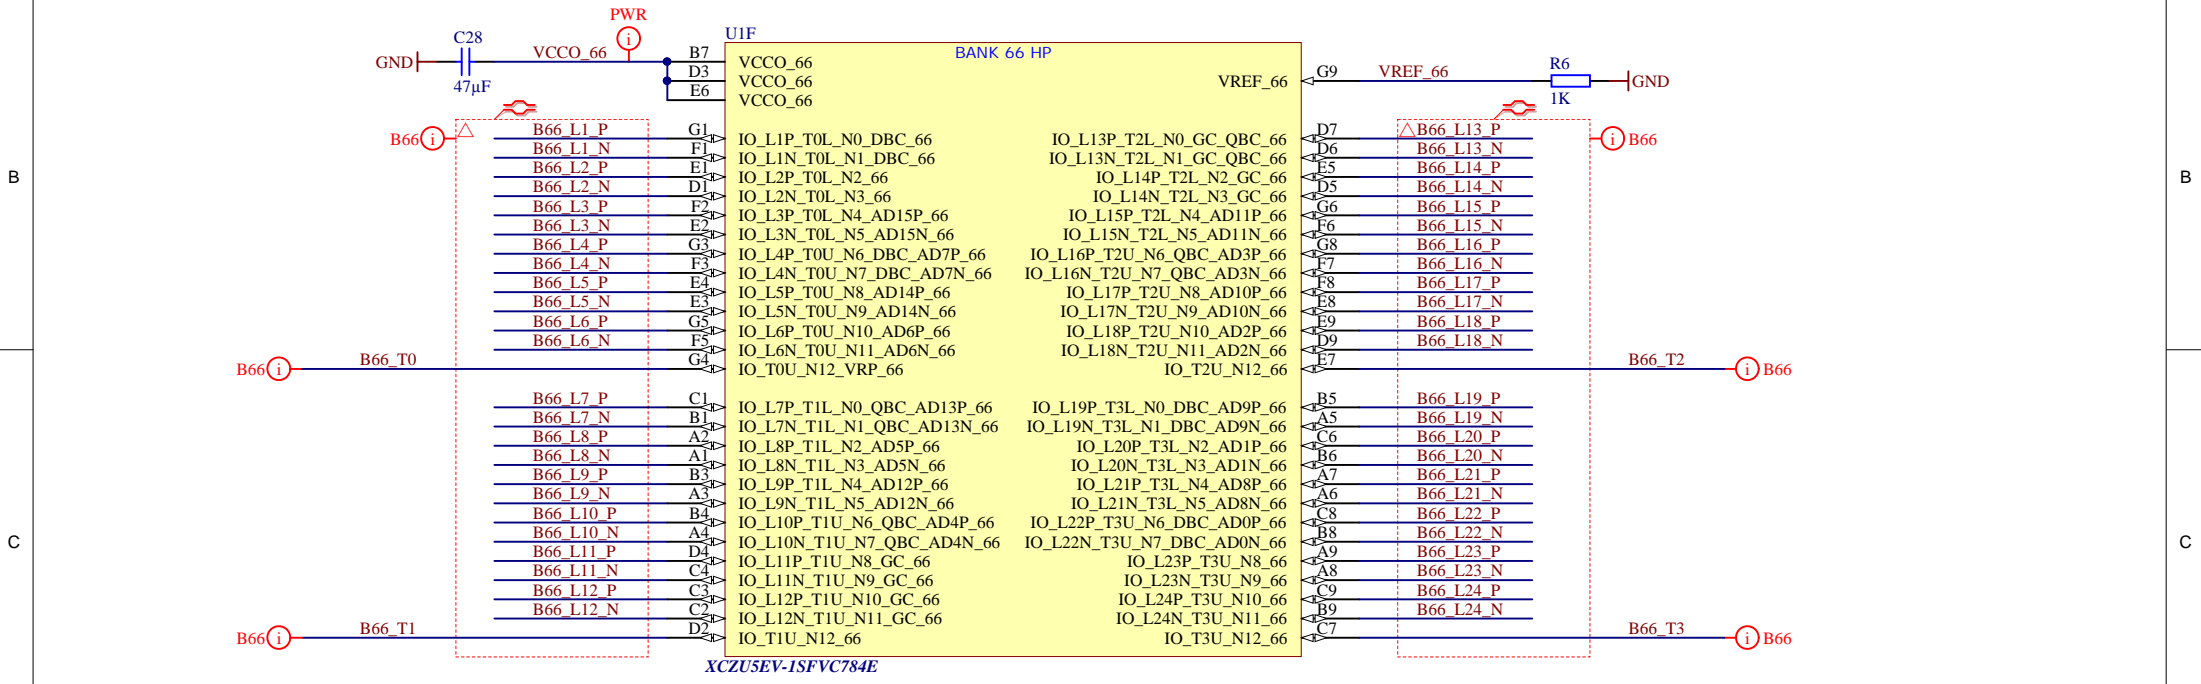 PWR
C28
GND
47µF
VCCO_66
U1F
BANK 66 HP
B7 VCCO_66
D3 VCCO_66
E6 VCCO_66
VREF_66 G9 VREF_66
R6
1K
GND
B66
B66
B
B
B66_L1_P G1 IO_L1P_T0L_N0_DBC_66 IO_L13P_T2L_N0_GC_QBC_66 D7 B66_L13_P
B66_L1_N F1 IO_L1N_T0L_N1_DBC_66 IO_L13N_T2L_N1_GC_QBC_66 D6 B66_L13_N
B66_L2_P E1 IO_L2P_T0L_N2_66 IO_L14P_T2L_N2_GC_66 E5 B66_L14_P
B66_L2_N D1 IO_L2N_T0L_N3_66 IO_L14N_T2L_N3_GC_66 D5 B66_L14_N
B66_L3_P F2 IO_L3P_T0L_N4_AD15P_66 IO_L15P_T2L_N4_AD11P_66 G6 B66_L15_P
B66_L3_N E2 IO_L3N_T0L_N5_AD15N_66 IO_L15N_T2L_N5_AD11N_66 F6 B66_L15_N
B66_L4_P G3 IO_L4P_T0U_N6_DBC_AD7P_66 IO_L16P_T2U_N6_QBC_AD3P_66 G8 B66_L16_P
B66_L4_N F3 IO_L4N_T0U_N7_DBC_AD7N_66 IO_L16N_T2U_N7_QBC_AD3N_66 F7 B66_L16_N
B66_L5_P E4 IO_L5P_T0U_N8_AD14P_66 IO_L17P_T2U_N8_AD10P_66 F8 B66_L17_P
B66_L5_N E3 IO_L5N_T0U_N9_AD14N_66 IO_L17N_T2U_N9_AD10N_66 E8 B66_L17_N
B66_L6_P G5 IO_L6P_T0U_N10_AD6P_66 IO_L18P_T2U_N10_AD2P_66 E9 B66_L18_P
B66_L6_N F5 IO_L6N_T0U_N11_AD6N_66 IO_L18N_T2U_N11_AD2N_66 D9 B66_L18_N
B66 B66_T0 G4 IO_T0U_N12_VRP_66 IO_T2U_N12_66 E7 B66_T2 B66
B66_L7_P C1 IO_L7P_T1L_N0_QBC_AD13P_66 IO_L19P_T3L_N0_DBC_AD9P_66 B5 B66_L19_P
B66_L7_N B1 IO_L7N_T1L_N1_QBC_AD13N_66 IO_L19N_T3L_N1_DBC_AD9N_66 A5 B66_L19_N
B66_L8_P A2 IO_L8P_T1L_N2_AD5P_66 IO_L20P_T3L_N2_AD1P_66 C6 B66_L20_P
B66_L8_N A1 IO_L8N_T1L_N3_AD5N_66 IO_L20N_T3L_N3_AD1N_66 B6 B66_L20_N
B66_L9_P B3 IO_L9P_T1L_N4_AD12P_66 IO_L21P_T3L_N4_AD8P_66 A7 B66_L21_P
B66_L9_N A3 IO_L9N_T1L_N5_AD12N_66 IO_L21N_T3L_N5_AD8N_66 A6 B66_L21_N
B66_L10_P B4 IO_L10P_T1U_N6_QBC_AD4P_66 IO_L22P_T3U_N6_DBC_AD0P_66 C8 B66_L22_P
B66_L10_N A4 IO_L10N_T1U_N7_QBC_AD4N_66 IO_L22N_T3U_N7_DBC_AD0N_66 B8 B66_L22_N
C
C
B66_L11_P D4 IO_L11P_T1U_N8_GC_66 IO_L23P_T3U_N8_66 A9 B66_L23_P
B66_L11_N C4 IO_L11N_T1U_N9_GC_66 IO_L23N_T3U_N9_66 A8 B66_L23_N
B66_L12_P C3 IO_L12P_T1U_N10_GC_66 IO_L24P_T3U_N10_66 C9 B66_L24_P
B66_L12_N C2 IO_L12N_T1U_N11_GC_66 IO_L24N_T3U_N11_66 B9 B66_L24_N
B66 B66_T1 D2 IO_T1U_N12_66 IO_T3U_N12_66 C7 B66_T3 B66
XCZU5EV-1SFVC784E